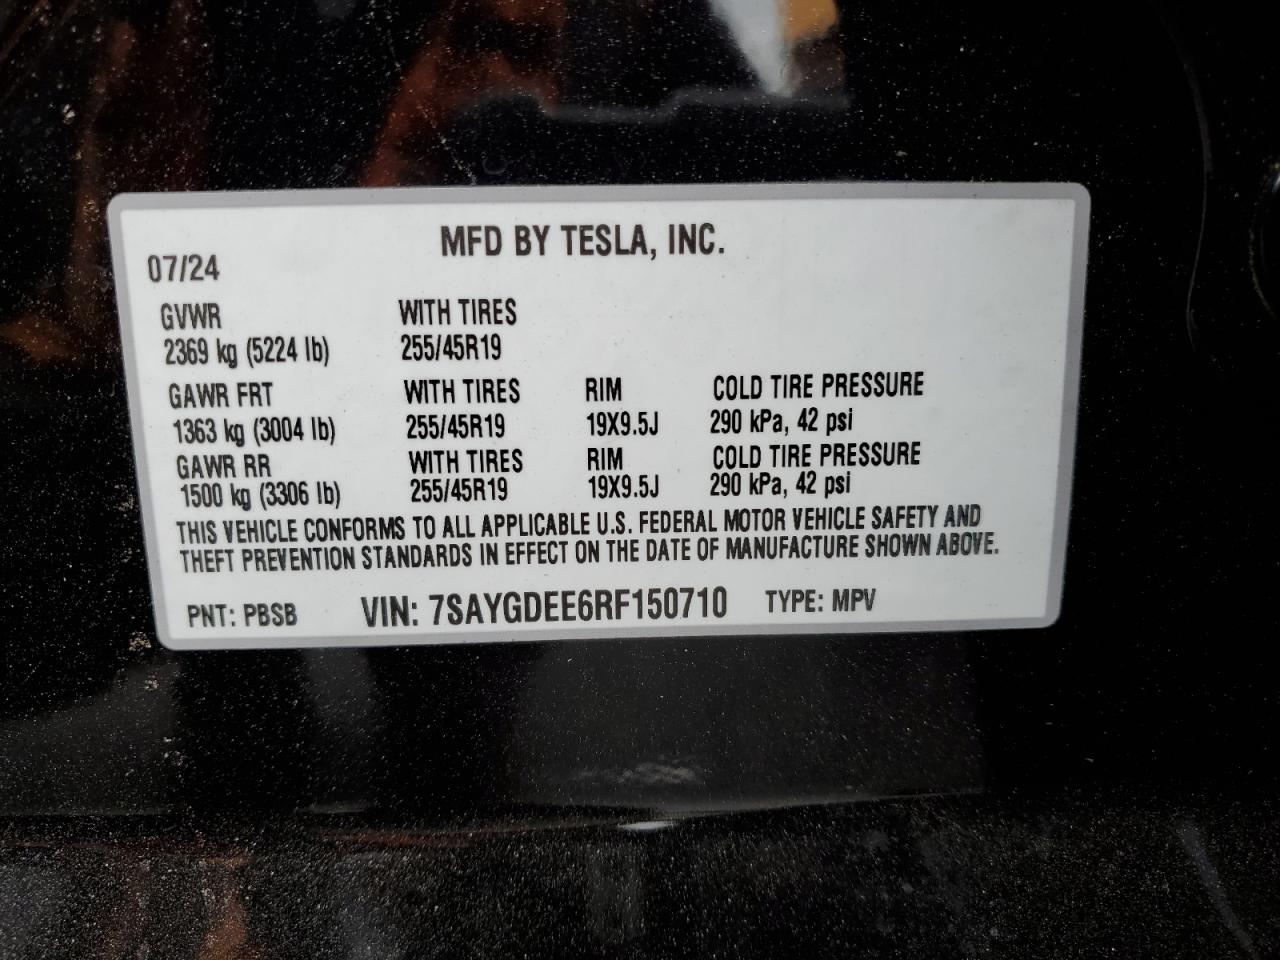 MFD BY TESLA, INC.
07/24
GVWR WITH TIRES
2369 kg (5224 lb) 255/45R19
GAWR FRT WITH TIRES RIM COLD TIRE PRESSURE
1363 kg (3004 lb) 255/45R19 19X9.5J 290 kPa, 42 psi
GAWR RR WITH TIRES RIM COLD TIRE PRESSURE
1500 kg (3306 lb) 255/45R19 19X9.5J 290 kPa, 42 psi
THIS VEHICLE CONFORMS TO ALL APPLICABLE U.S. FEDERAL MOTOR VEHICLE SAFETY AND
THEFT PREVENTION STANDARDS IN EFFECT ON THE DATE OF MANUFACTURE SHOWN ABOVE.
PNT: PBSB VIN: 7SAYGDEE6RF150710 TYPE: MPV